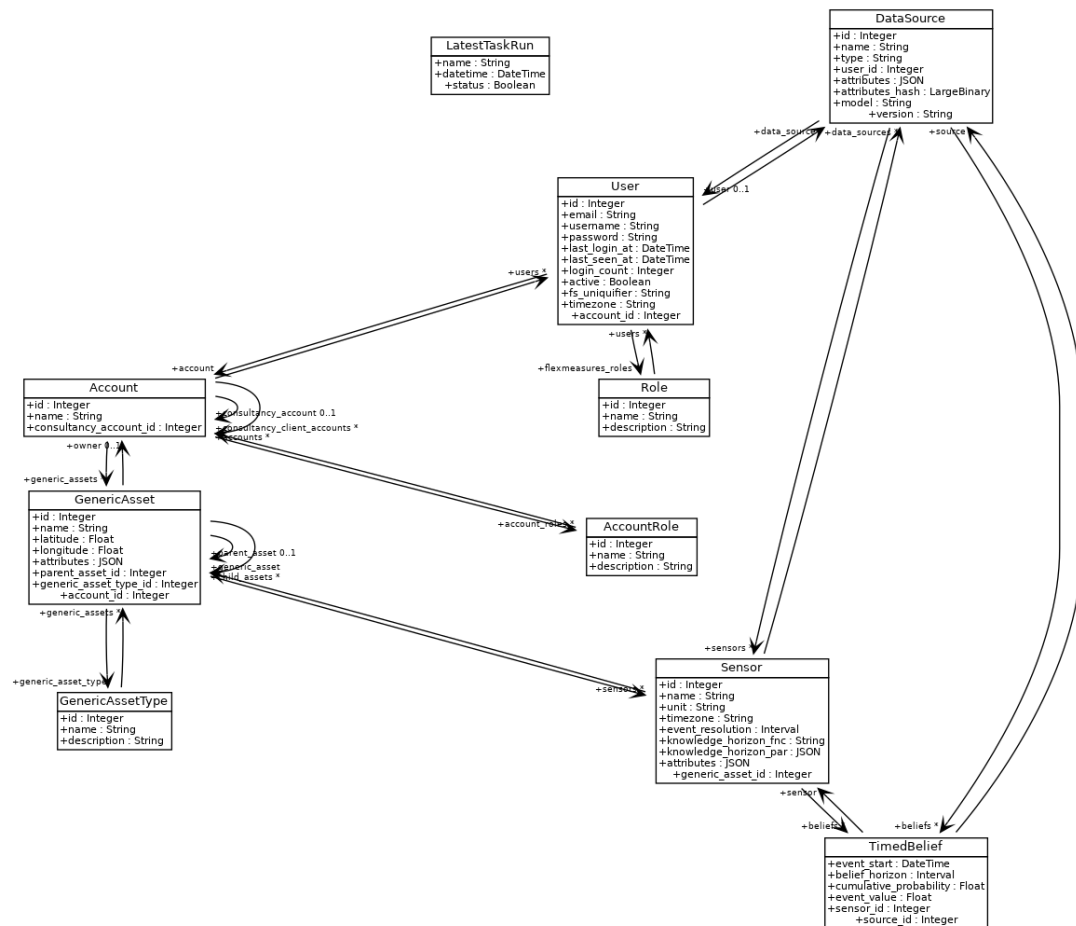 DataSource
+id : Integer
+name : String
+type : String
+user_id : Integer
+attributes : JSON
+attributes_hash : LargeBinary
+model : String
+version : String
LatestTaskRun
+name : String
+datetime : DateTime
+status : Boolean
+data_sources *
+source
+user 0..1
User
+id : Integer
+email : String
+username : String
+password : String
+last_login_at : DateTime
+last_seen_at : DateTime
+login_count : Integer
+active : Boolean
+fs_uniquifier : String
+timezone : String
+account_id : Integer
+users *
+users *
+account
+flexmeasures_roles
Role
+id : Integer
+name : String
+description : String
Account
+id : Integer
+name : String
+consultancy_account_id : Integer
+consultancy_account 0..1
+consultancy_client_accounts *
+accounts *
+owner 0..1
+generic_assets *
GenericAsset
+id : Integer
+name : String
+latitude : Float
+longitude : Float
+attributes : JSON
+parent_asset_id : Integer
+generic_asset_type_id : Integer
+account_id : Integer
+parent_asset 0..1
+generic_asset
+child_assets *
+account_roles *
AccountRole
+id : Integer
+name : String
+description : String
+generic_assets *
+generic_asset_type
GenericAssetType
+id : Integer
+name : String
+description : String
+sensors *
+sensors *
Sensor
+id : Integer
+name : String
+unit : String
+timezone : String
+event_resolution : Interval
+knowledge_horizon_fnc : String
+knowledge_horizon_par : JSON
+attributes : JSON
+generic_asset_id : Integer
+sensor
+beliefs *
+beliefs *
TimedBelief
+event_start : DateTime
+belief_horizon : Interval
+cumulative_probability : Float
+event_value : Float
+sensor_id : Integer
+source_id : Integer